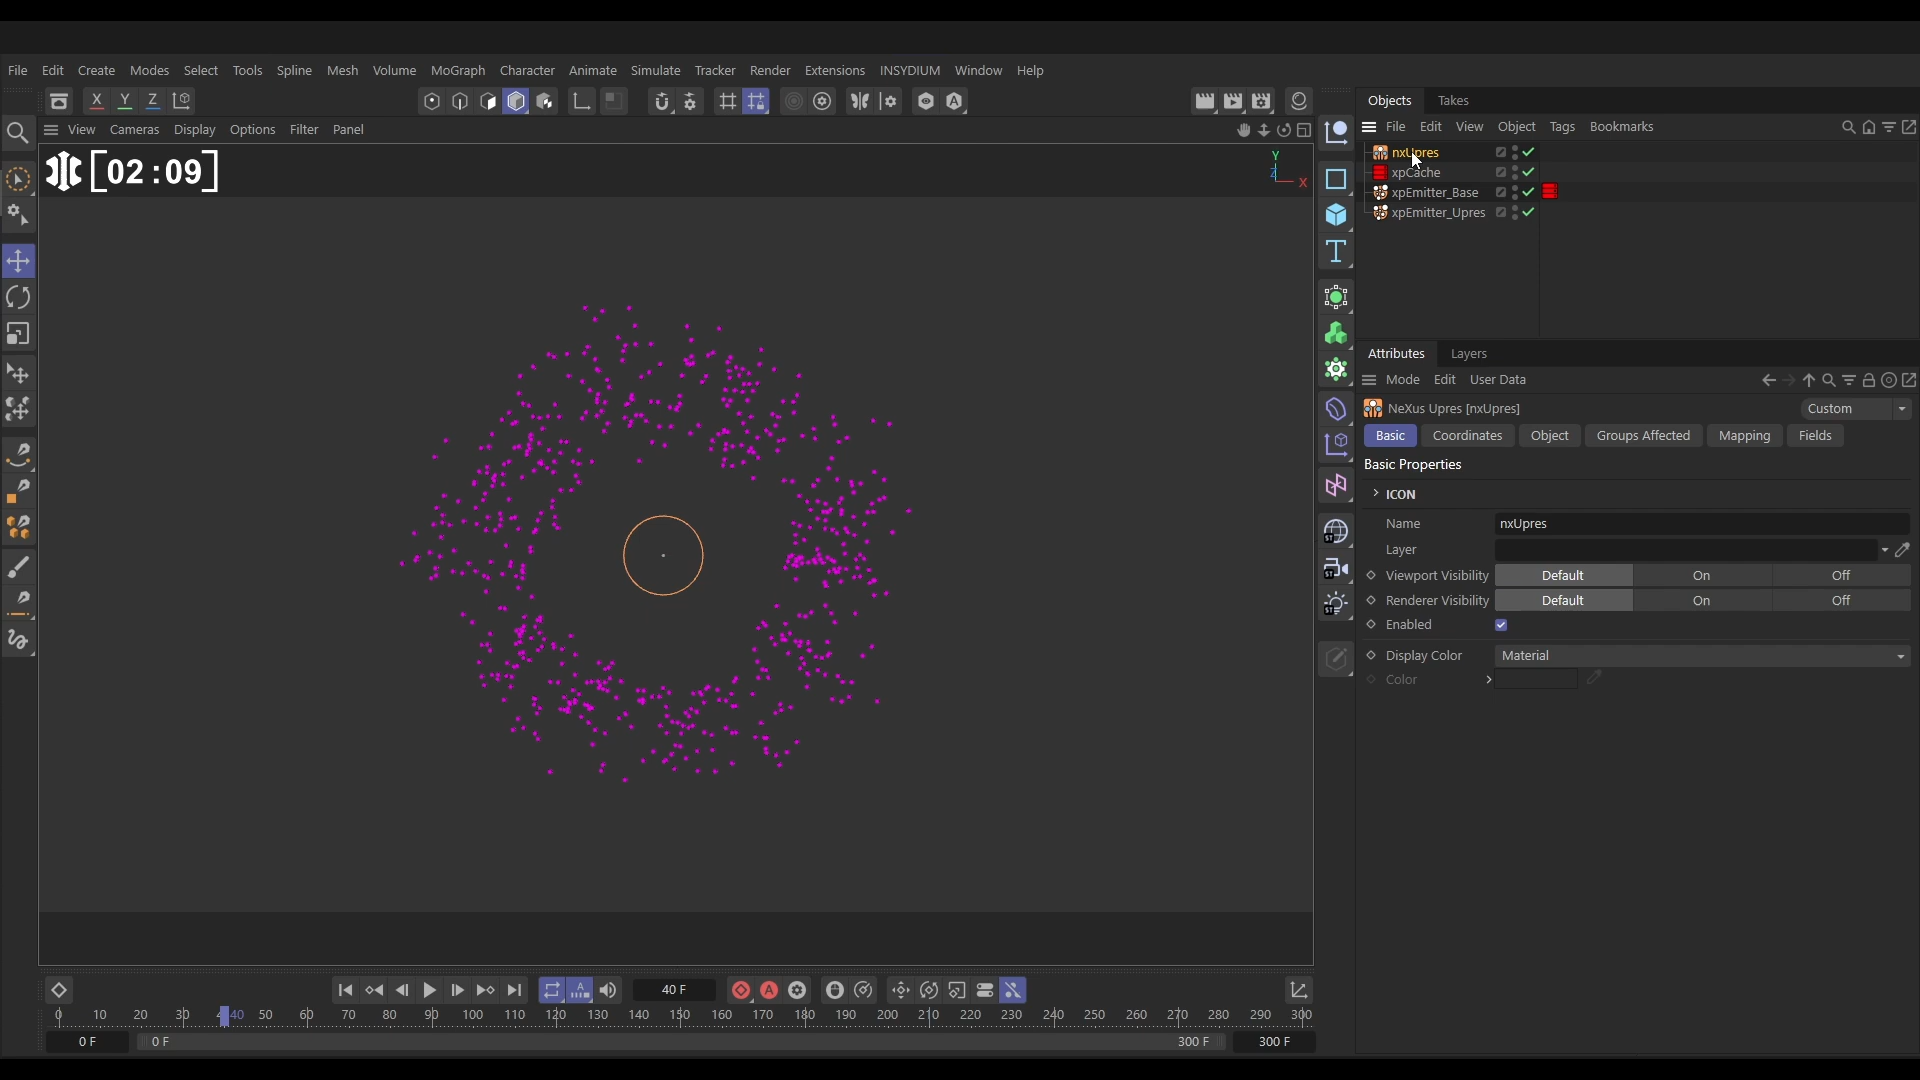 File Edit Create Modes Select Tools Spline Mesh Volume MoGraph Character Animate Simulate Tracker Render Extensions INSYDIUM Window Help
X Y Z
View Cameras Display Options Filter Panel
[02:09]
Y
Z
X
Objects Takes
File Edit View Object Tags Bookmarks
nxUpres
xpCache
xpEmitter_Base
xpEmitter_Upres
Attributes Layers
Mode Edit User Data
NeXus Upres [nxUpres] Custom
Basic Coordinates Object Groups Affected Mapping Fields
Basic Properties
ICON
Name nxUpres
Layer
Viewport Visibility Default On Off
Renderer Visibility Default On Off
Enabled
Display Color Material
Color
40 F
0 10 20 30 40 50 60 70 80 90 100 110 120 130 140 150 160 170 180 190 200 210 220 230 240 250 260 270 280 290 300
0 F 0 F 300 F 300 F